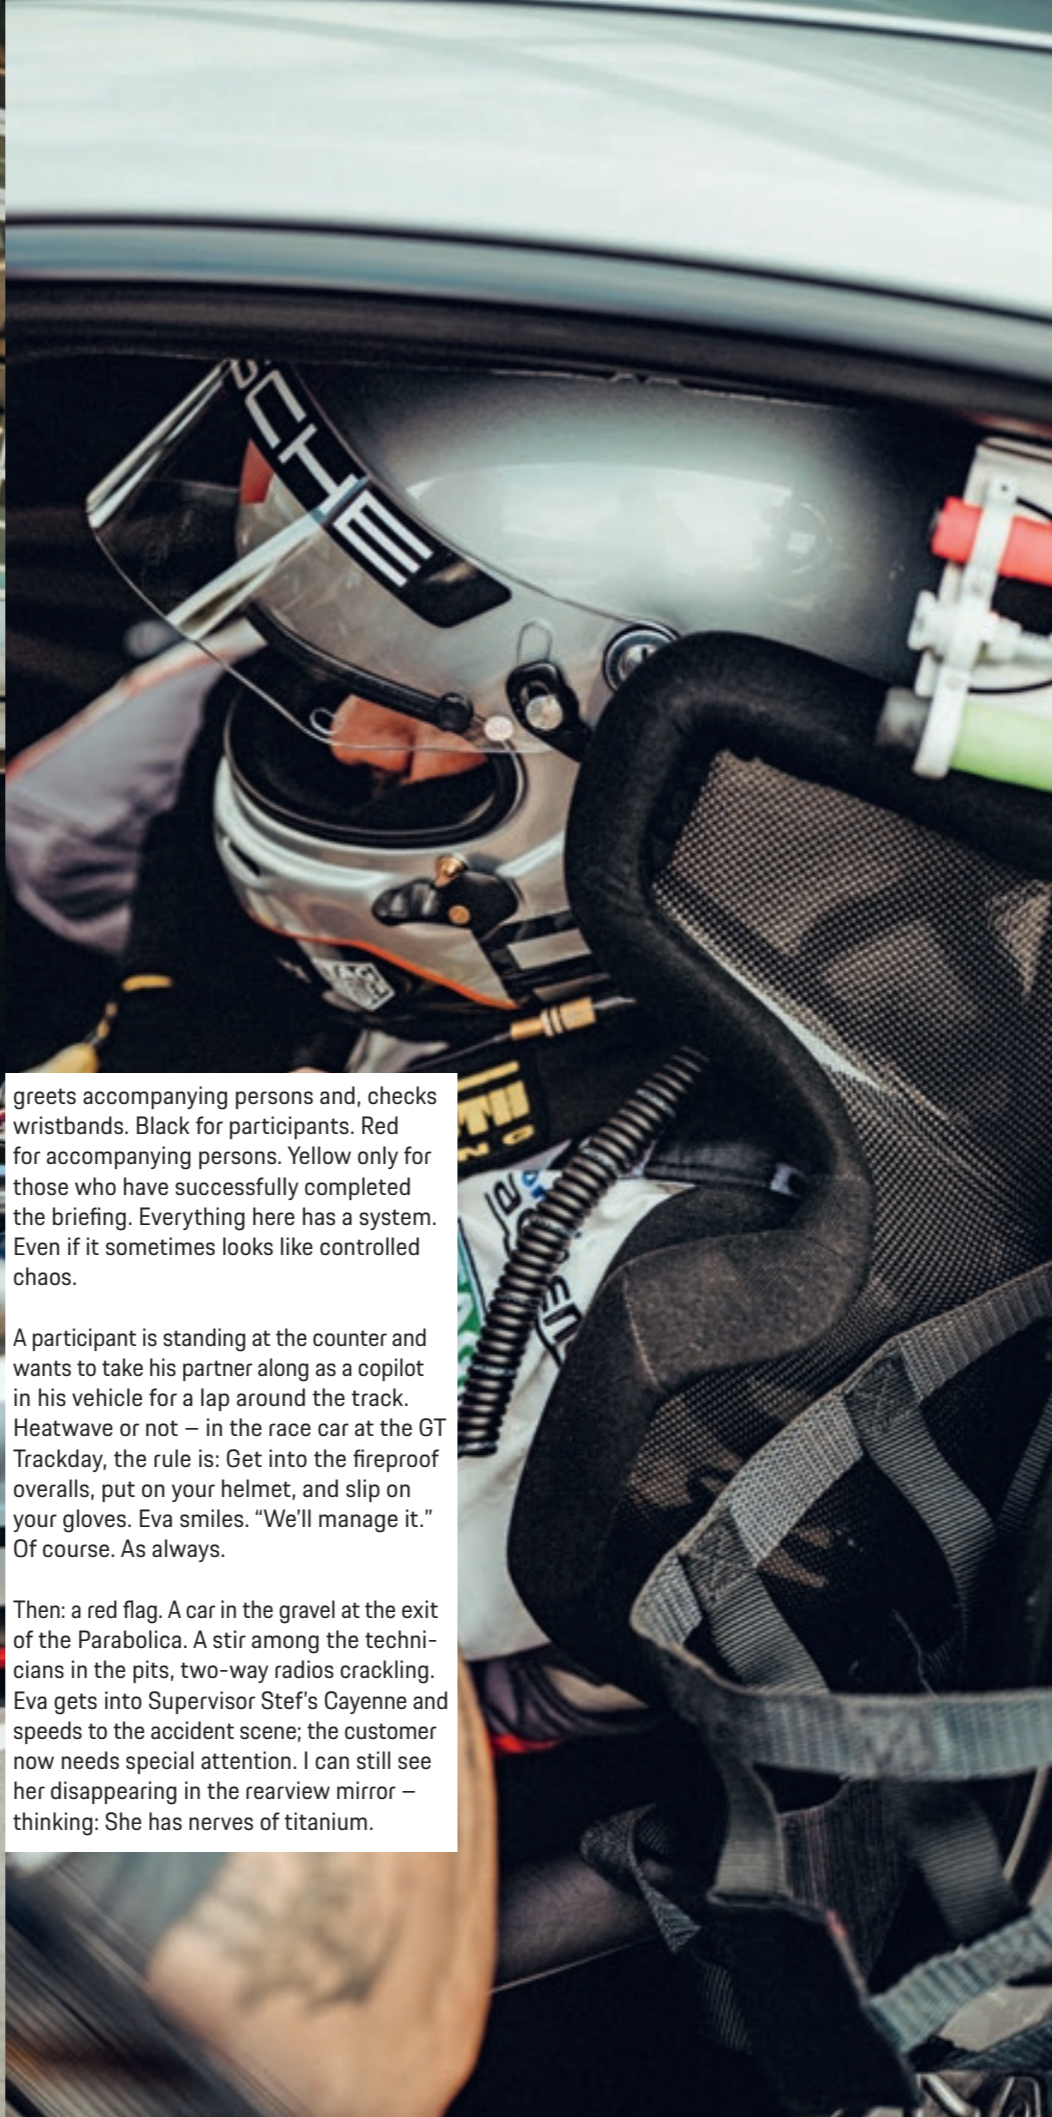 CHE
greets accompanying persons and, checks
wristbands. Black for participants. Red
for accompanying persons. Yellow only for
those who have successfully completed
the briefing. Everything here has a system.
Even if it sometimes looks like controlled
chaos.
A participant is standing at the counter and
wants to take his partner along as a copilot
in his vehicle for a lap around the track.
Heatwave or not – in the race car at the GT
Trackday, the rule is: Get into the fireproof
overalls, put on your helmet, and slip on
your gloves. Eva smiles. “We’ll manage it.”
Of course. As always.
Then: a red flag. A car in the gravel at the exit
of the Parabolica. A stir among the techni-
cians in the pits, two-way radios crackling.
Eva gets into Supervisor Stef’s Cayenne and
speeds to the accident scene; the customer
now needs special attention. I can still see
her disappearing in the rearview mirror –
thinking: She has nerves of titanium.